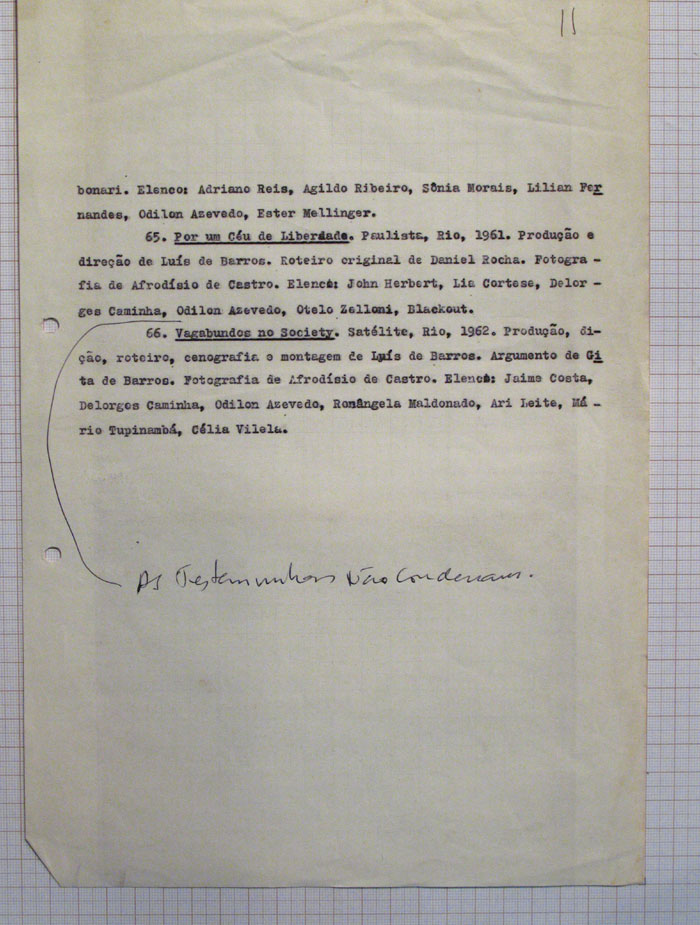 11
bonari. Elenco: Adriano Reis, Agildo Ribeiro, Sônia Morais, Lilian Fer
nandes, Odilon Azevedo, Ester Mellinger.
65. Por um Céu de Liberdade. Paulista, Rio, 1961. Produção e
direção de Luís de Barros. Roteiro original de Daniel Rocha. Fotogra -
fia de Afrodísio de Castro. Elenco: John Herbert, Lia Cortese, Delor -
ges Caminha, Odilon Azevedo, Otelo Zelloni, Blackout.
66. Vagabundos no Society. Satélite, Rio, 1962. Produção, di-
ção, roteiro, cenografia e montagem de Luís de Barros. Argumento de Gi
ta de Barros. Fotografia de Afrodísio de Castro. Elenco: Jaime Costa,
Delorges Caminha, Odilon Azevedo, Rosângela Maldonado, Ari Leite, Má -
rio Tupinambá, Célia Vilela.
As Testemunhas Não Condenam.